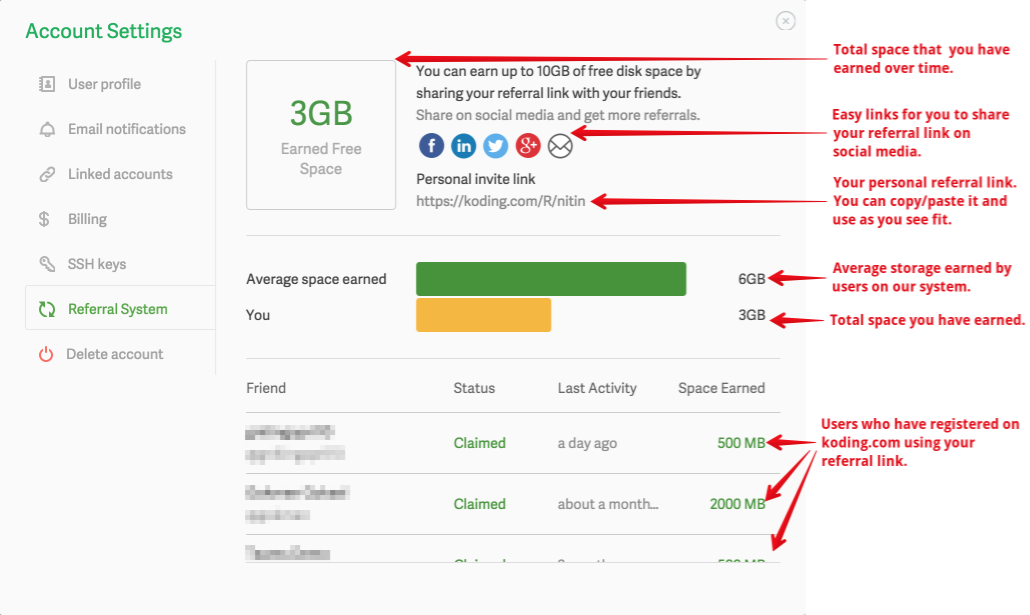 Account Settings
User profile
Email notifications
Linked accounts
Billing
SSH keys
Referral System
Delete account
3GB
Earned Free
Space
You can earn up to 10GB of free disk space by
sharing your referral link with your friends.
Share on social media and get more referrals.
f in g+
Personal invite link
https://koding.com/R/nitin
Average space earned 6GB
You 3GB
Friend Status Last Activity Space Earned
Claimed a day ago 500 MB
Claimed about a month... 2000 MB
Total space that you have
earned over time.
Easy links for you to share
your referral link on
social media.
Your personal referral link.
You can copy/paste it and
use as you see fit.
Average storage earned by
users on our system.
Total space you have earned.
Users who have registered on
koding.com using your
referral link.